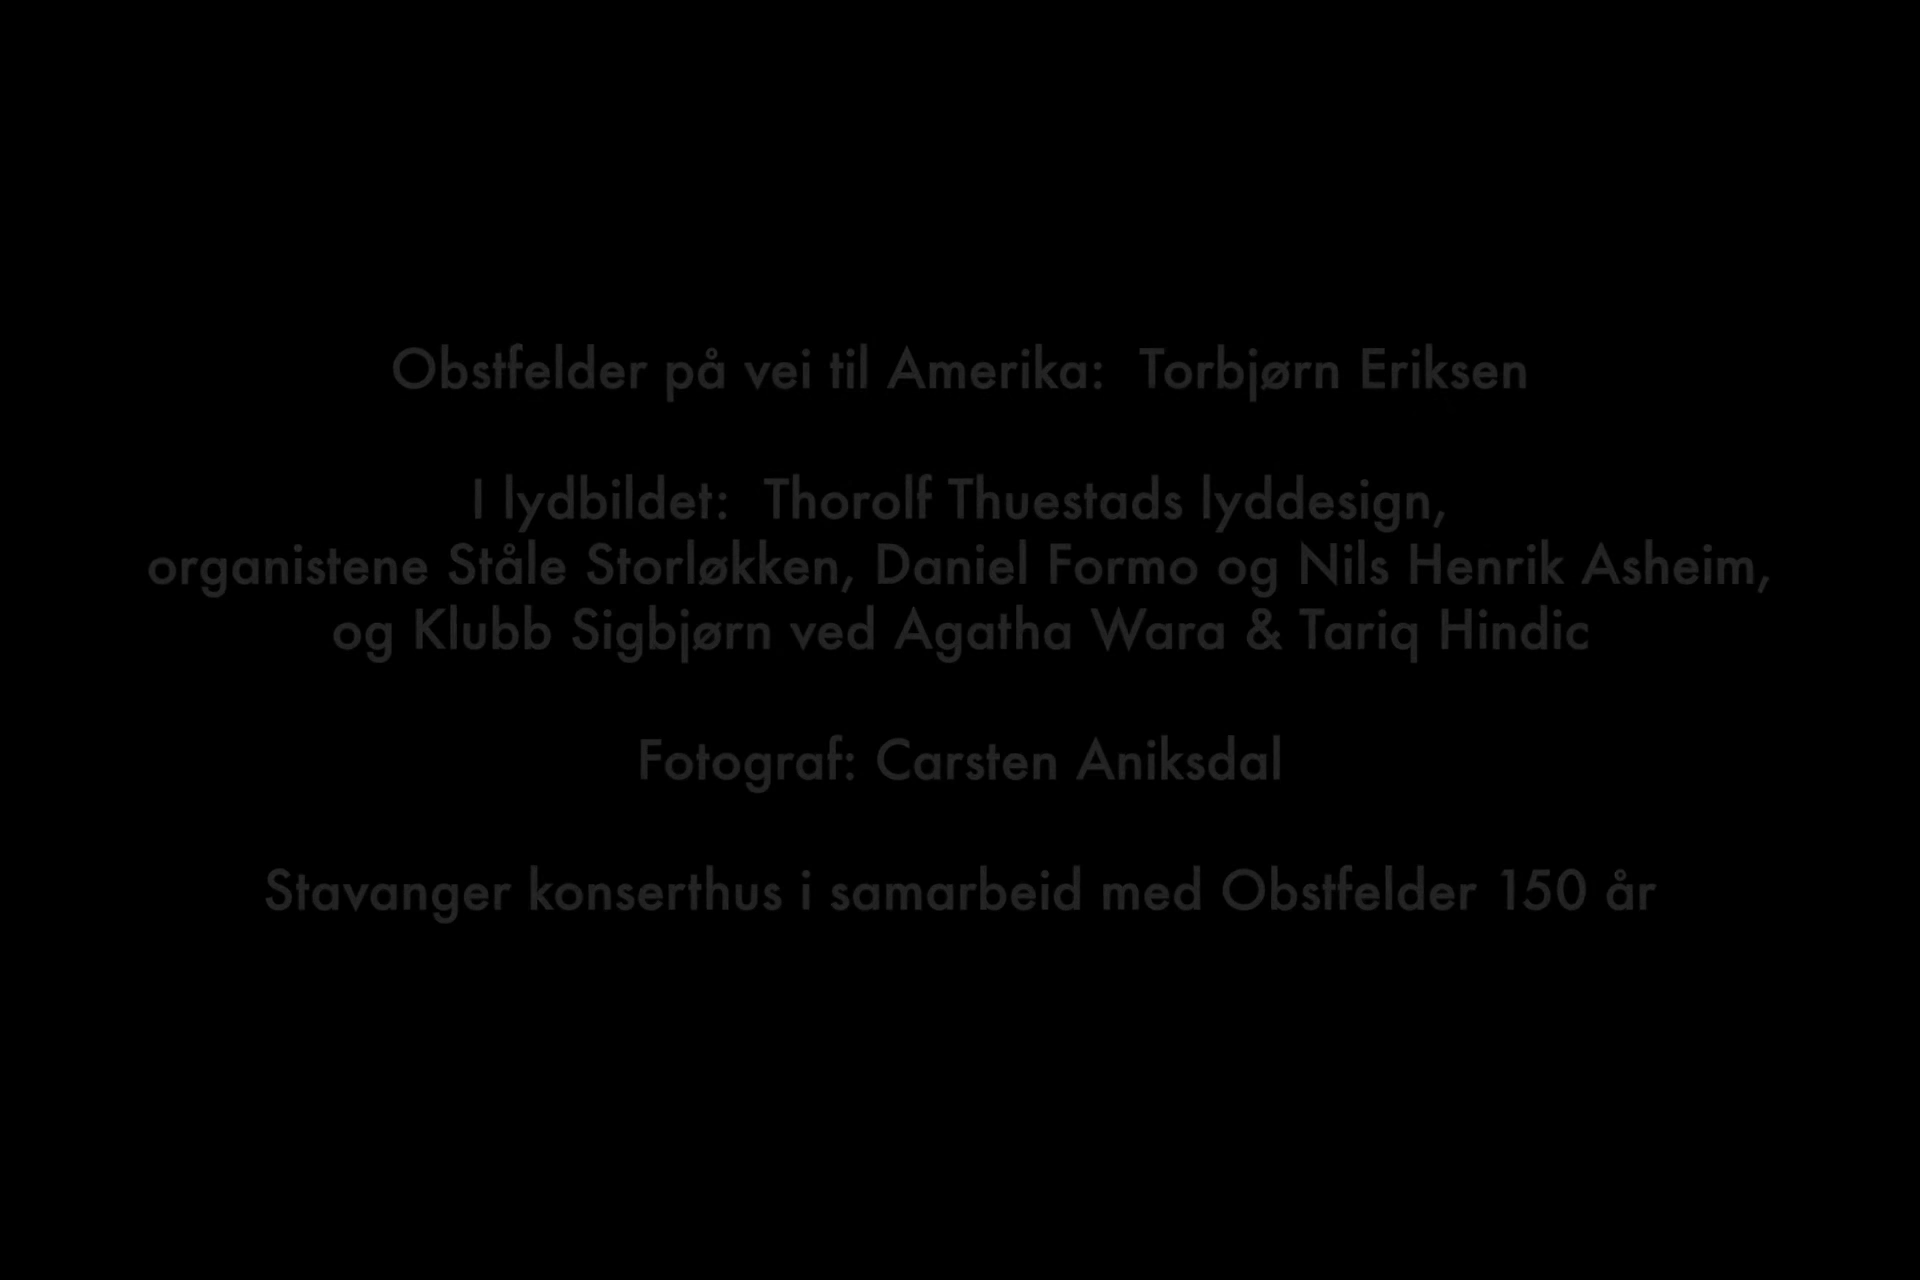 Obstfelder på vei til Amerika:  Torbjørn Eriksen
I lydbildet:  Thorolf Thuestads lyddesign,
organistene Ståle Storløkken, Daniel Formo og Nils Henrik Asheim,
og Klubb Sigbjørn ved Agatha Wara & Tariq Hindic
Fotograf: Carsten Aniksdal
Stavanger konserthus i samarbeid med Obstfelder 150 år